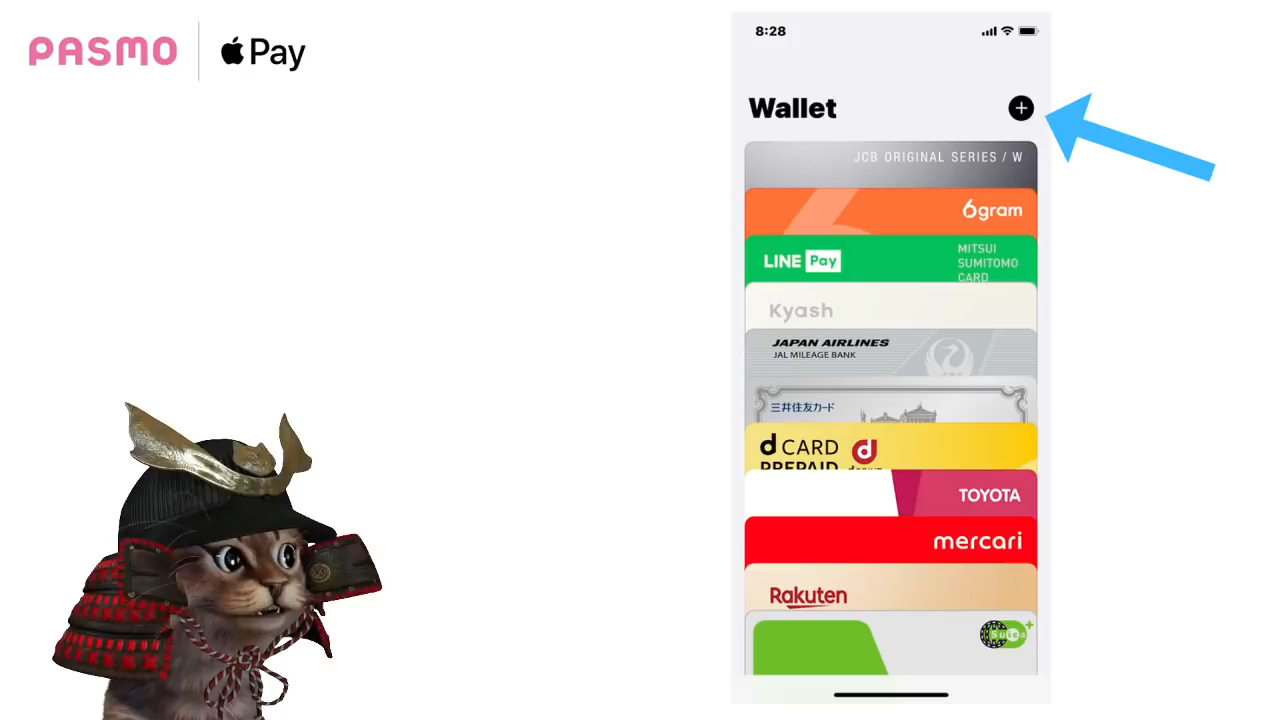 PASMO
Pay
8:28
Wallet
JCB ORIGINAL SERIES / W
6gram
LINE Pay
MITSUI
SUMITOMO
CARD
Kyash
JAPAN AIRLINES
JAL MILEAGE BANK
三井住友カード
d CARD
PREPAID
TOYOTA
mercari
Rakuten
Suica